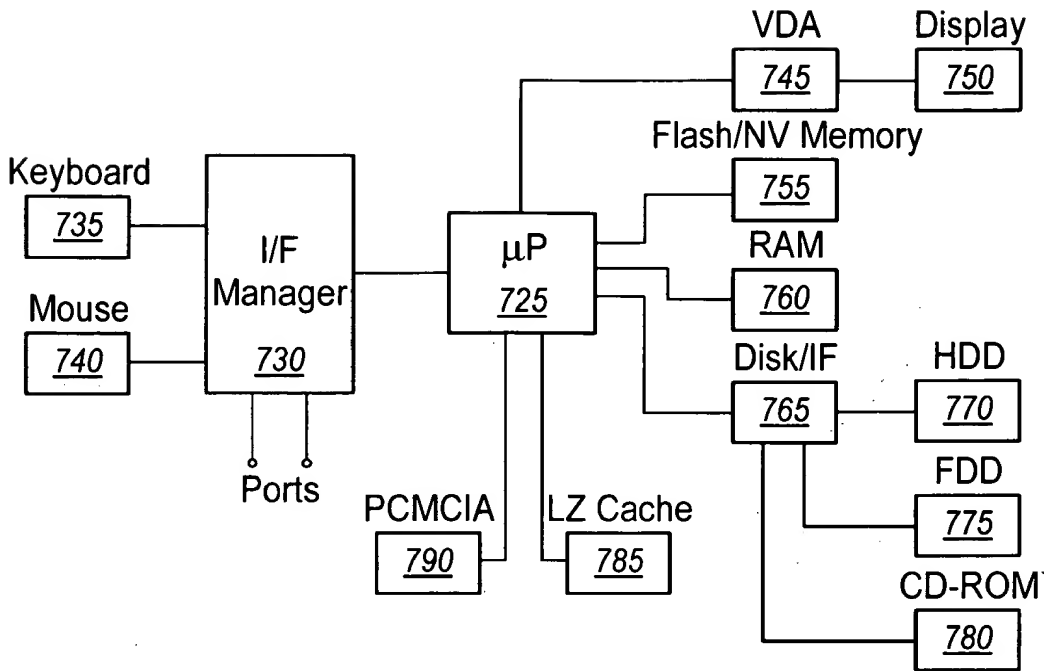 VDA
745
Display
750
Flash/NV Memory
755
Keyboard
735
I/F
Manager
730
μP
725
RAM
760
Mouse
740
Disk/IF
765
HDD
770
Ports
FDD
775
PCMCIA
790
LZ Cache
785
CD-ROM
780